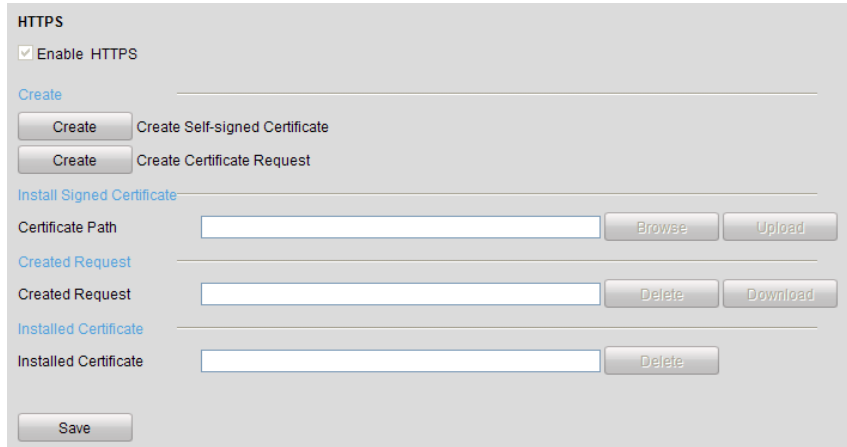 HTTPS
Enable HTTPS
Create
Create Create Self-signed Certificate
Create Create Certificate Request
Install Signed Certificate
Certificate Path Browse Upload
Created Request
Created Request Delete Download
Installed Certificate
Installed Certificate Delete
Save